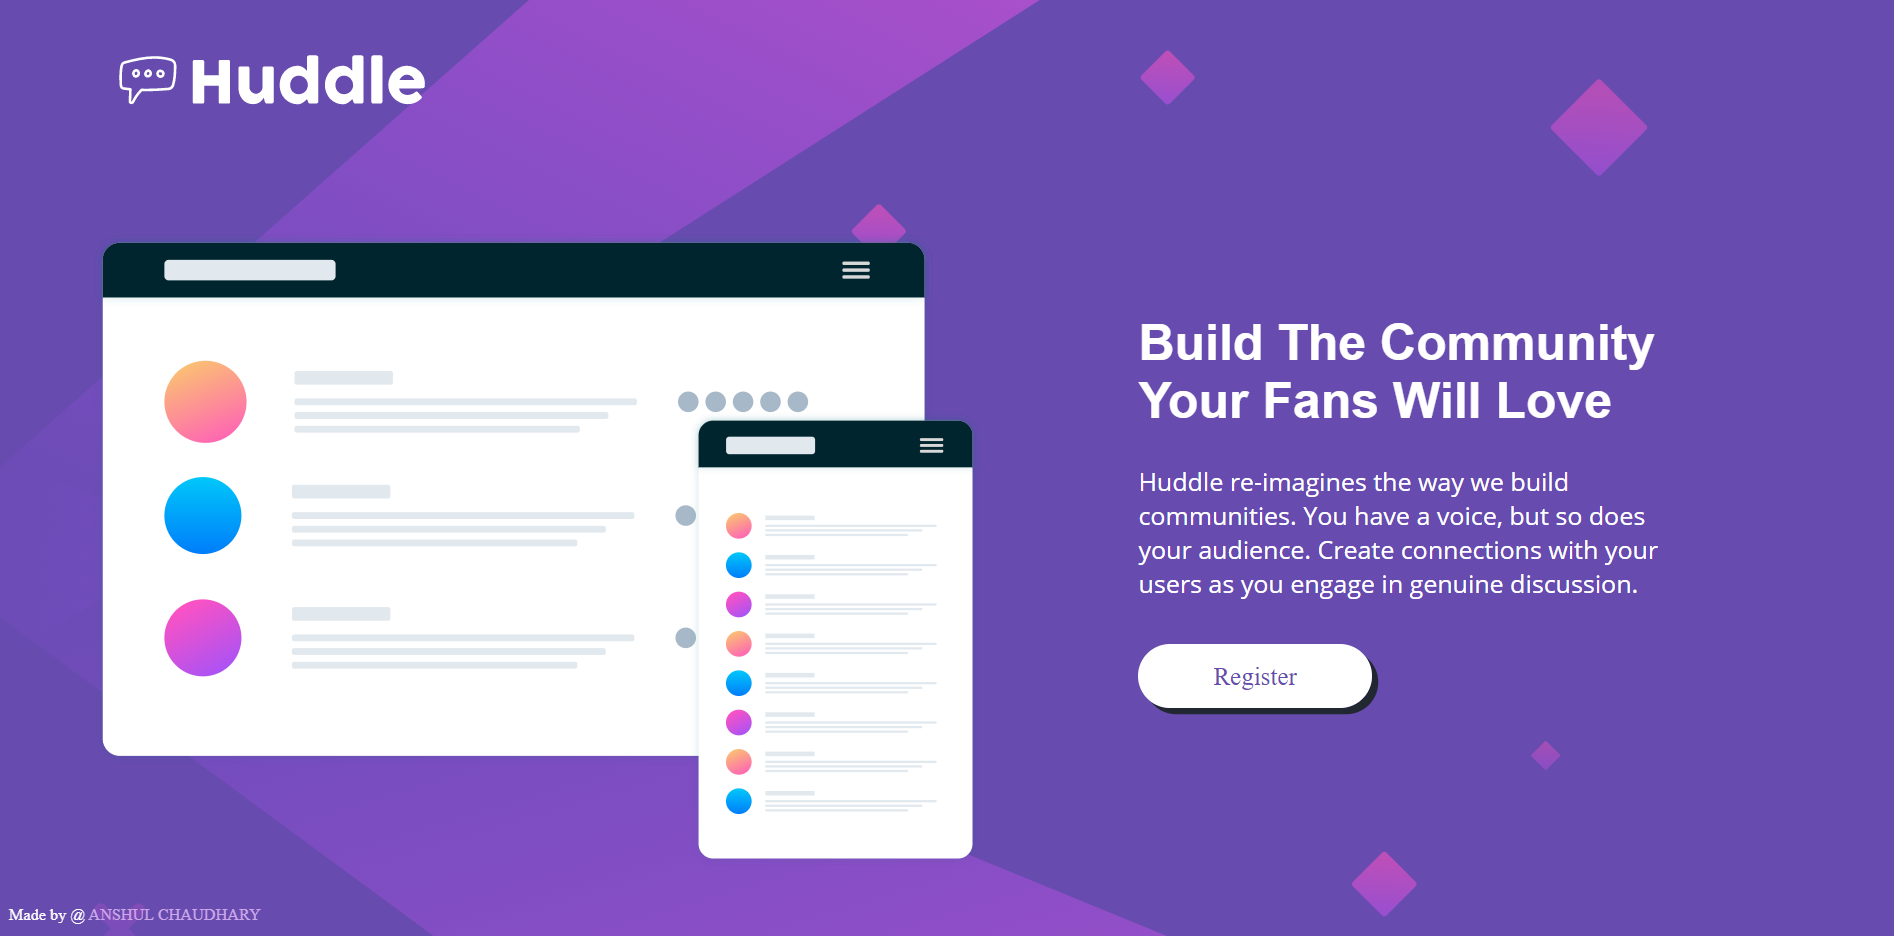 Huddle
Build The Community
Your Fans Will Love
Huddle re-imagines the way we build
communities. You have a voice, but so does
your audience. Create connections with your
users as you engage in genuine discussion.
Register
Made by @ ANSHUL CHAUDHARY